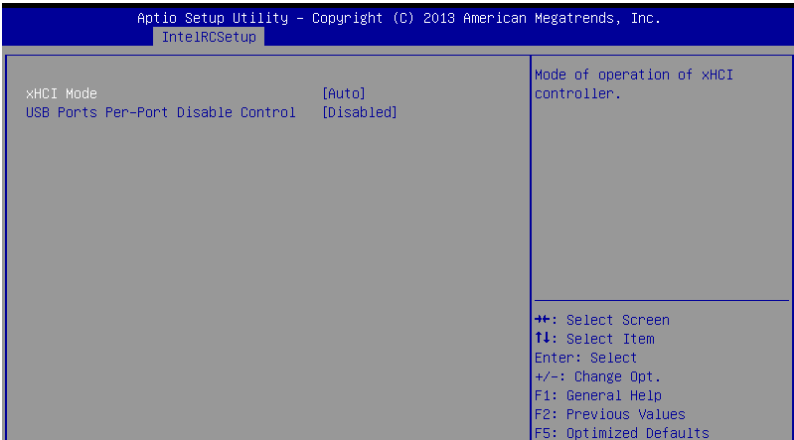 Aptio Setup Utility – Copyright (C) 2013 American Megatrends, Inc.
IntelRCSetup
xHCI Mode [Auto]
USB Ports Per-Port Disable Control [Disabled]
Mode of operation of xHCI
controller.
→←: Select Screen
↑↓: Select Item
Enter: Select
+/-: Change Opt.
F1: General Help
F2: Previous Values
F5: Optimized Defaults